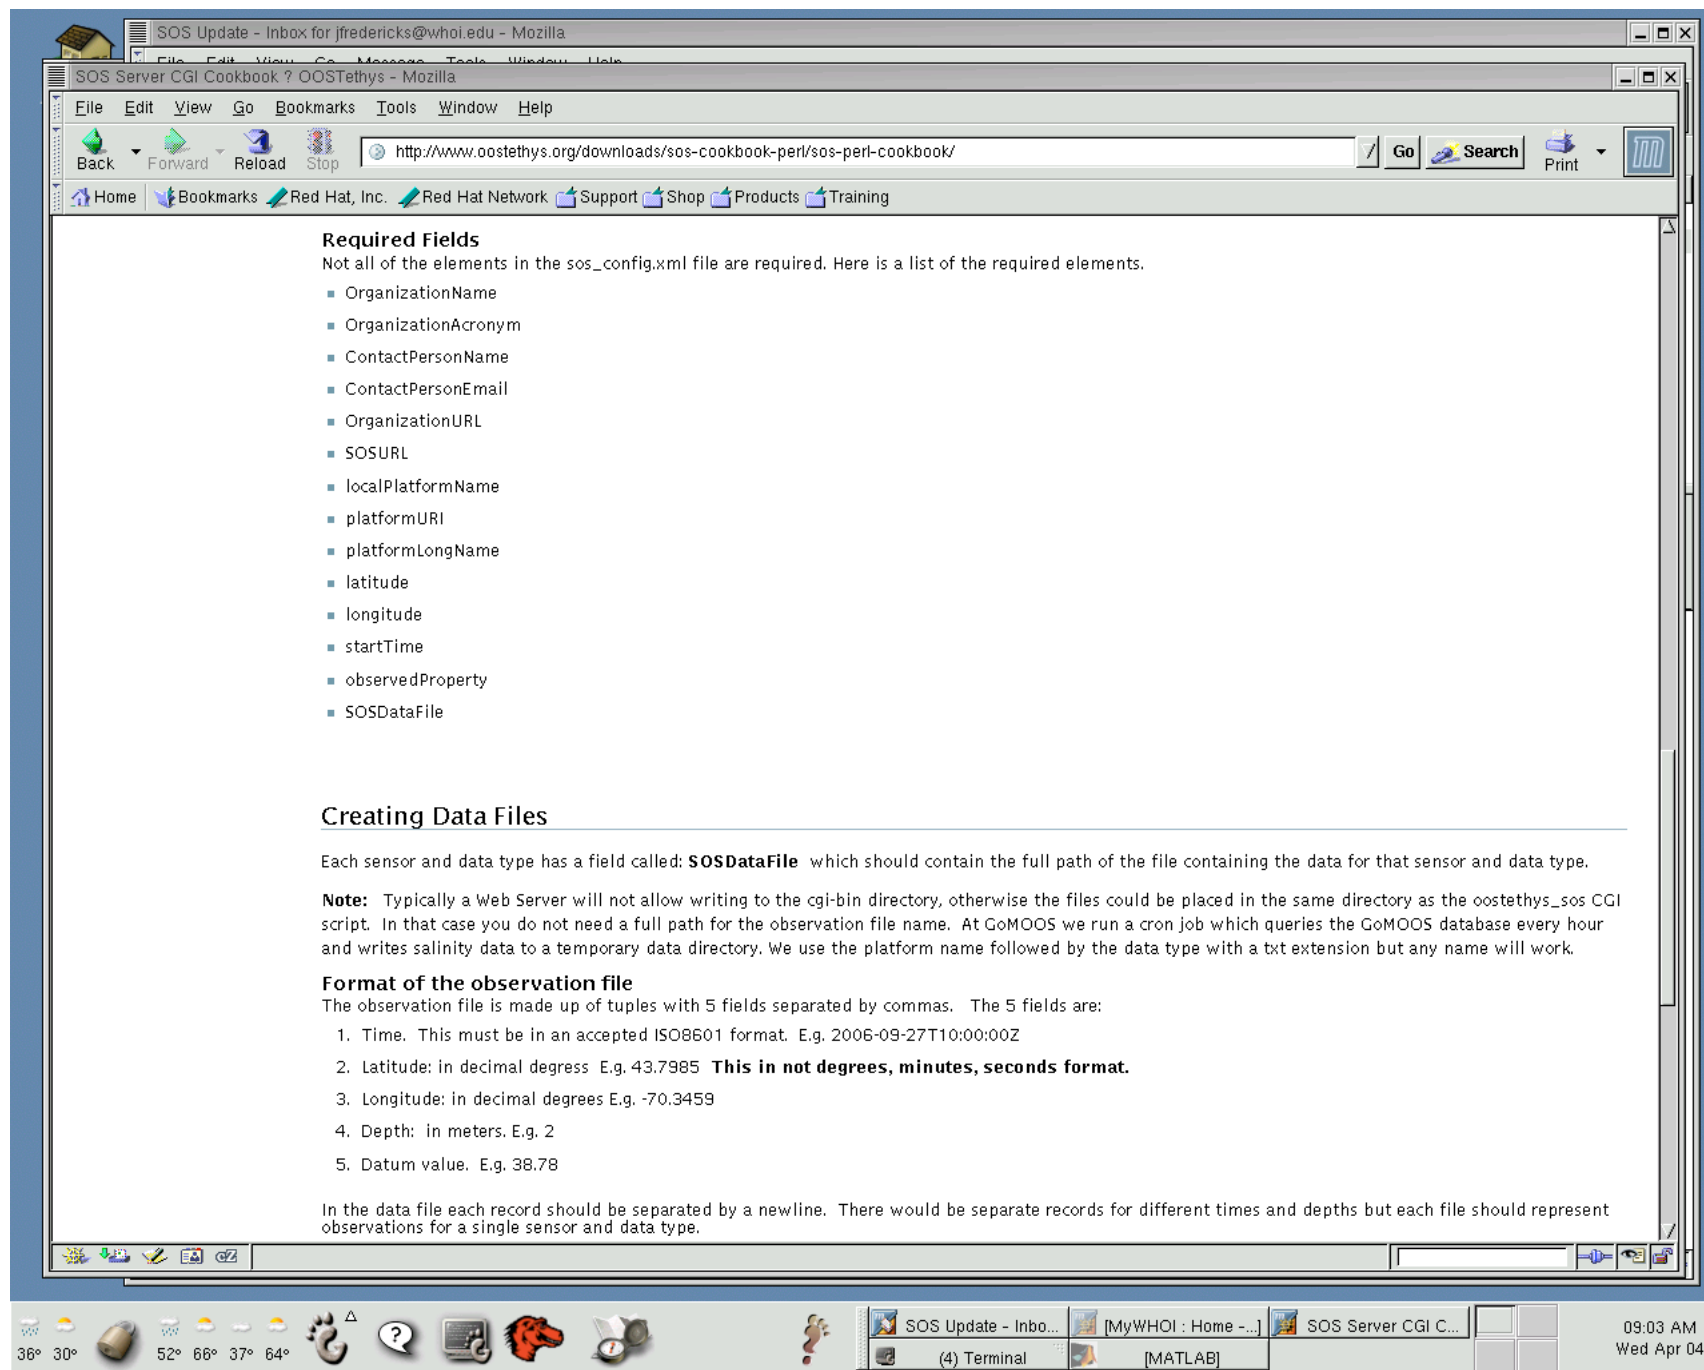 SOS Update - Inbox for jfredericks@whoi.edu - Mozilla
File Edit View Go Message Tools Window Help
SOS Server CGI Cookbook ? OOSTethys - Mozilla
File Edit View Go Bookmarks Tools Window Help
Back Forward Reload Stop http://www.oostethys.org/downloads/sos-cookbook-perl/sos-perl-cookbook/ Go Search Print
Home Bookmarks Red Hat, Inc. Red Hat Network Support Shop Products Training
Required Fields
Not all of the elements in the sos_config.xml file are required. Here is a list of the required elements.
OrganizationName
OrganizationAcronym
ContactPersonName
ContactPersonEmail
OrganizationURL
SOSURL
localPlatformName
platformURI
platformLongName
latitude
longitude
startTime
observedProperty
SOSDataFile
Creating Data Files
Each sensor and data type has a field called: SOSDataFile which should contain the full path of the file containing the data for that sensor and data type.
Note: Typically a Web Server will not allow writing to the cgi-bin directory, otherwise the files could be placed in the same directory as the oostethys_sos CGI
script. In that case you do not need a full path for the observation file name. At GoMOOS we run a cron job which queries the GoMOOS database every hour
and writes salinity data to a temporary data directory. We use the platform name followed by the data type with a txt extension but any name will work.
Format of the observation file
The observation file is made up of tuples with 5 fields separated by commas. The 5 fields are:
1. Time. This must be in an accepted ISO8601 format. E.g. 2006-09-27T10:00:00Z
2. Latitude: in decimal degress E.g. 43.7985 This in not degrees, minutes, seconds format.
3. Longitude: in decimal degrees E.g. -70.3459
4. Depth: in meters. E.g. 2
5. Datum value. E.g. 38.78
In the data file each record should be separated by a newline. There would be separate records for different times and depths but each file should represent
observations for a single sensor and data type.
SOS Update - Inbo... [MyWHOI : Home -...] SOS Server CGI C... 09:03 AM
36° 30° 52° 66° 37° 64° (4) Terminal [MATLAB] Wed Apr 04